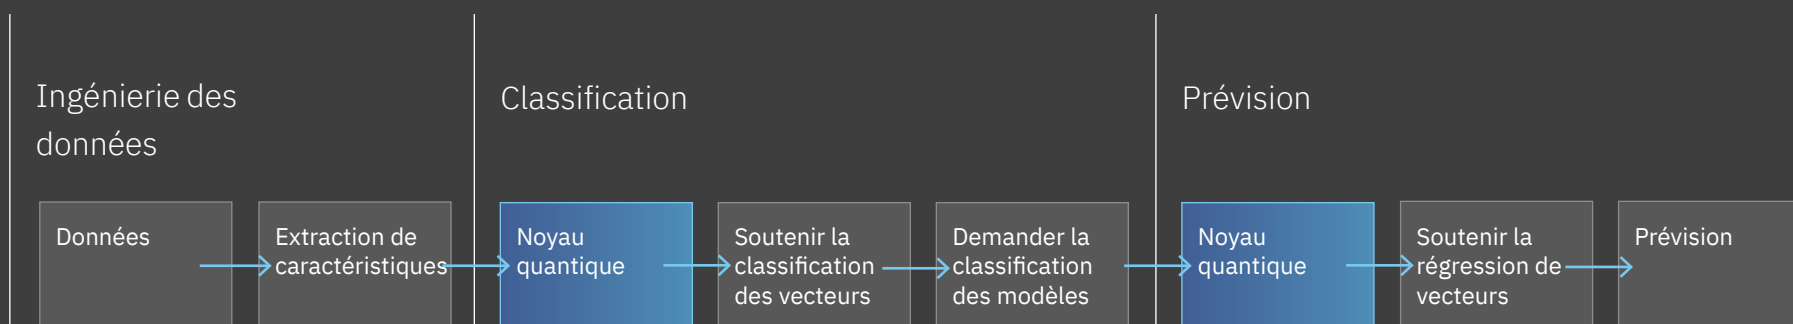 Ingénierie des
données
Classification
Prévision
Données
Extraction de
caractéristiques
Noyau
quantique
Soutenir la
classification
des vecteurs
Demander la
classification
des modèles
Noyau
quantique
Soutenir la
régression de
vecteurs
Prévision